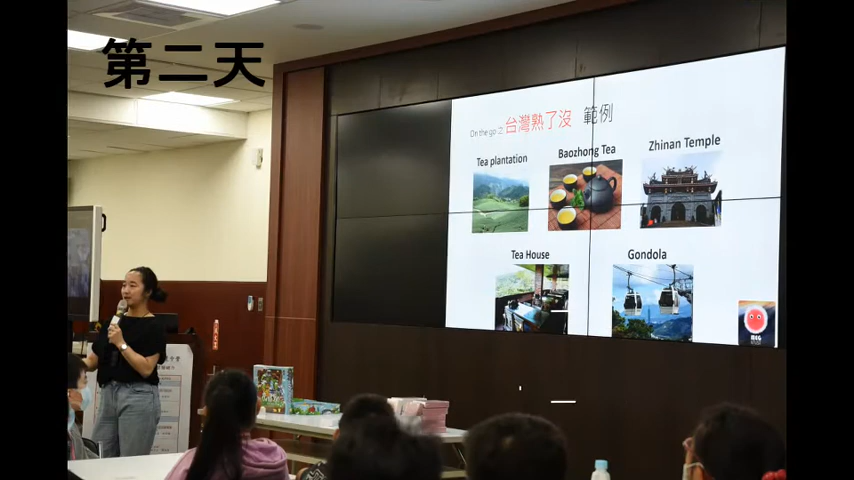 第二天
On the go 之 台灣熟了沒 範例
Tea plantation
Baozhong Tea
Zhinan Temple
Tea House
Gondola